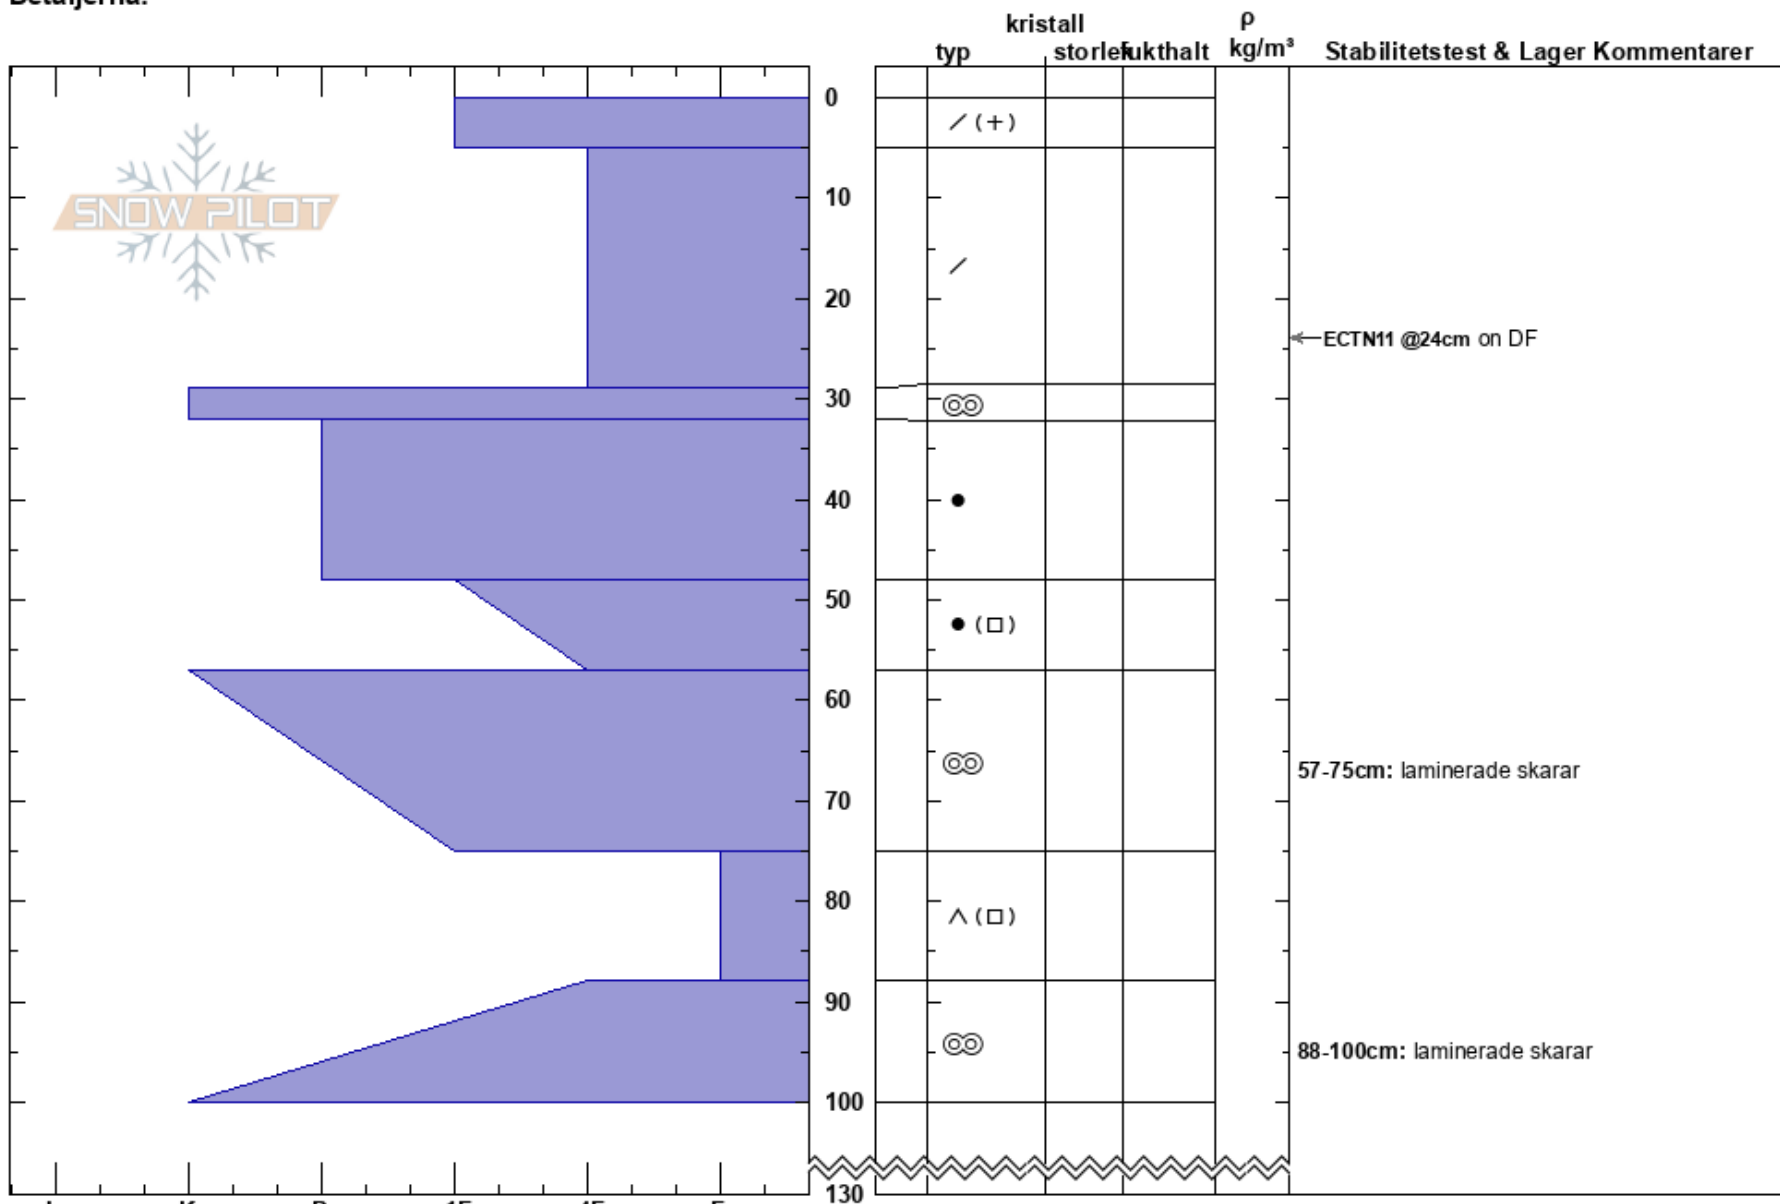 Detaljerna:
kristall
ρ
typ storlek fukthalt kg/m³ Stabilitetstest & Lager Kommentarer
0
(+)
SNOW PILOT
10
20
ECTN11 @24cm on DF
30
40
50
60
57-75cm: laminerade skarar
70
80
90
88-100cm: laminerade skarar
100
130
I K P 1F 4F F